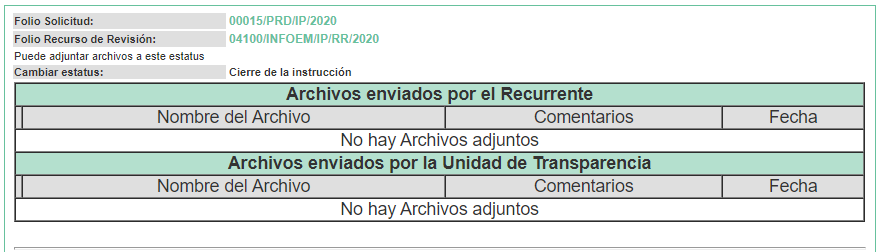 Folio Solicitud: 00015/PRD/IP/2020
Folio Recurso de Revisión: 04100/INFOEM/IP/RR/2020
Puede adjuntar archivos a este estatus
Cambiar estatus: Cierre de la instrucción
Archivos enviados por el Recurrente
Nombre del Archivo Comentarios Fecha
No hay Archivos adjuntos
Archivos enviados por la Unidad de Transparencia
Nombre del Archivo Comentarios Fecha
No hay Archivos adjuntos